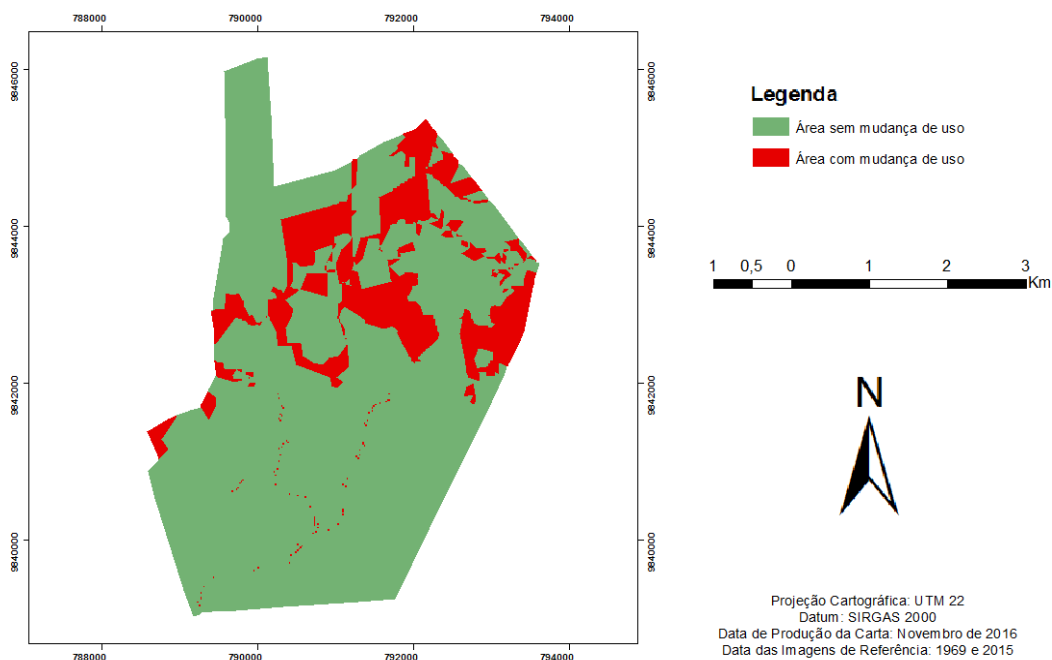 788000 790000 792000 794000
9846000 9846000
9844000 9844000
9842000 9842000
9840000 9840000
788000 790000 792000 794000
Legenda
Área sem mudança de uso
Área com mudança de uso
1 0,5 0 1 2 3
Km
N
Projeção Cartográfica: UTM 22
Datum: SIRGAS 2000
Data de Produção da Carta: Novembro de 2016
Data das Imagens de Referência: 1969 e 2015